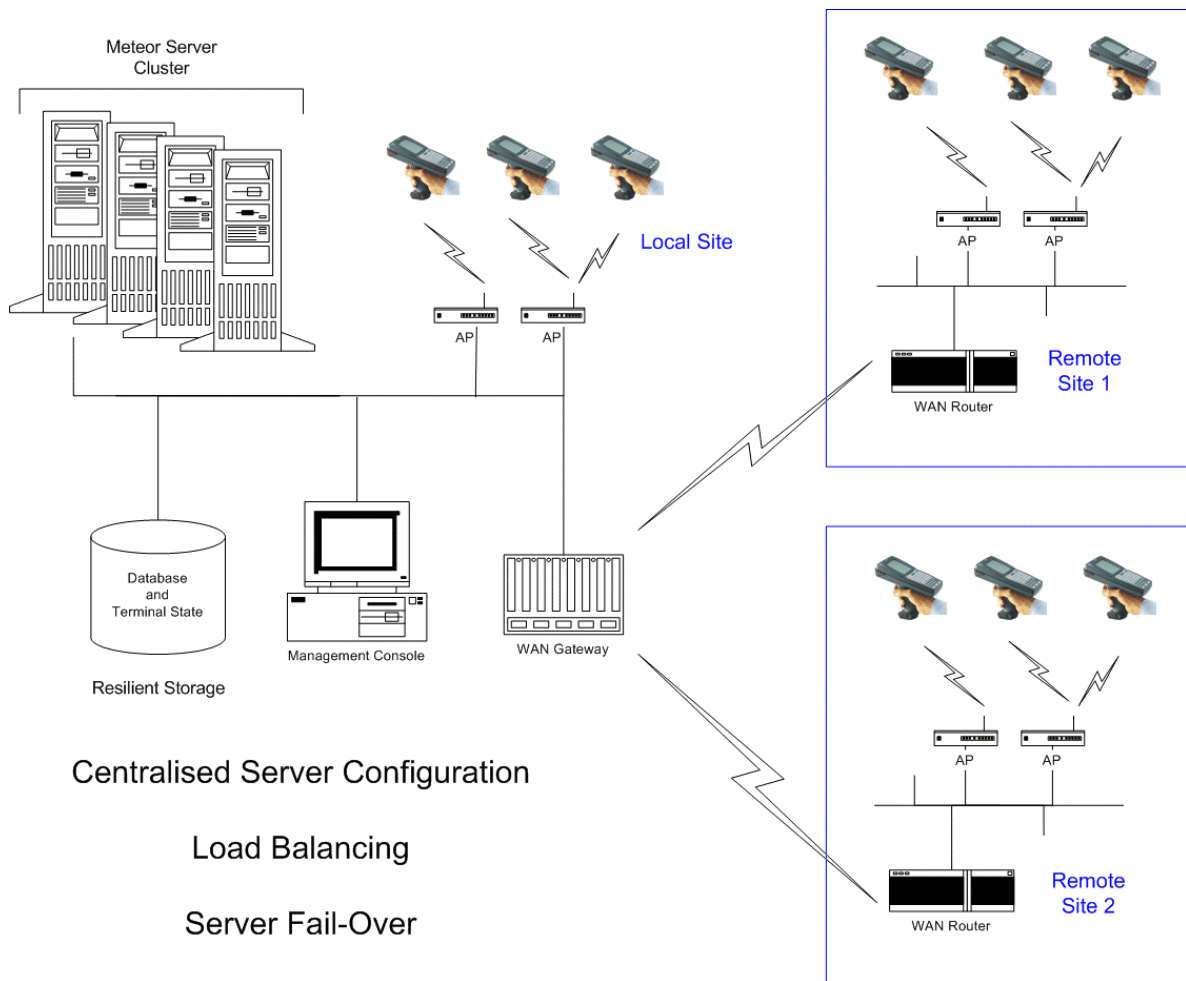 Meteor Server
Cluster
Local Site
AP
AP
AP
AP
Remote
Site 1
WAN Router
Database
and
Terminal State
Management Console
WAN Gateway
Resilient Storage
AP
AP
Remote
Site 2
WAN Router
Centralised Server Configuration
Load Balancing
Server Fail-Over